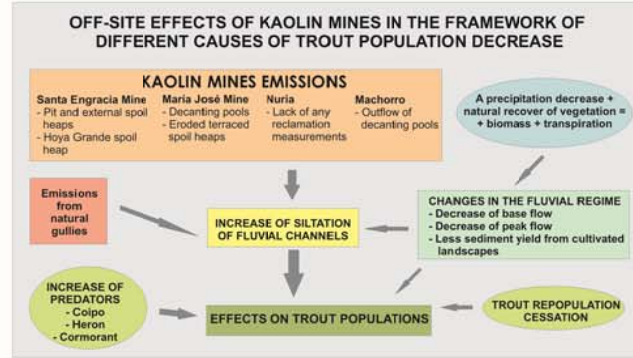 OFF-SITE EFFECTS OF KAOLIN MINES IN THE FRAMEWORK OF
DIFFERENT CAUSES OF TROUT POPULATION DECREASE
KAOLIN MINES EMISSIONS
Santa Engracia Mine
- Pit and external spoil
heaps
- Hoya Grande spoil
heap
María José Mine
- Decanting pools
- Eroded terraced
spoil heaps
Nuria
- Lack of any
reclamation
measurements
Machorro
- Outflow of
decanting pools
A precipitation decrease +
natural recover of vegetation =
+ biomass + transpiration
Emissions
from
natural
gullies
INCREASE OF SILTATION
OF FLUVIAL CHANNELS
CHANGES IN THE FLUVIAL REGIME
- Decrease of base flow
- Decrease of peak flow
- Less sediment yield from cultivated
landscapes
INCREASE OF
PREDATORS
- Coipo
- Heron
- Cormorant
EFFECTS ON TROUT POPULATIONS
TROUT REPOPULATION
CESSATION